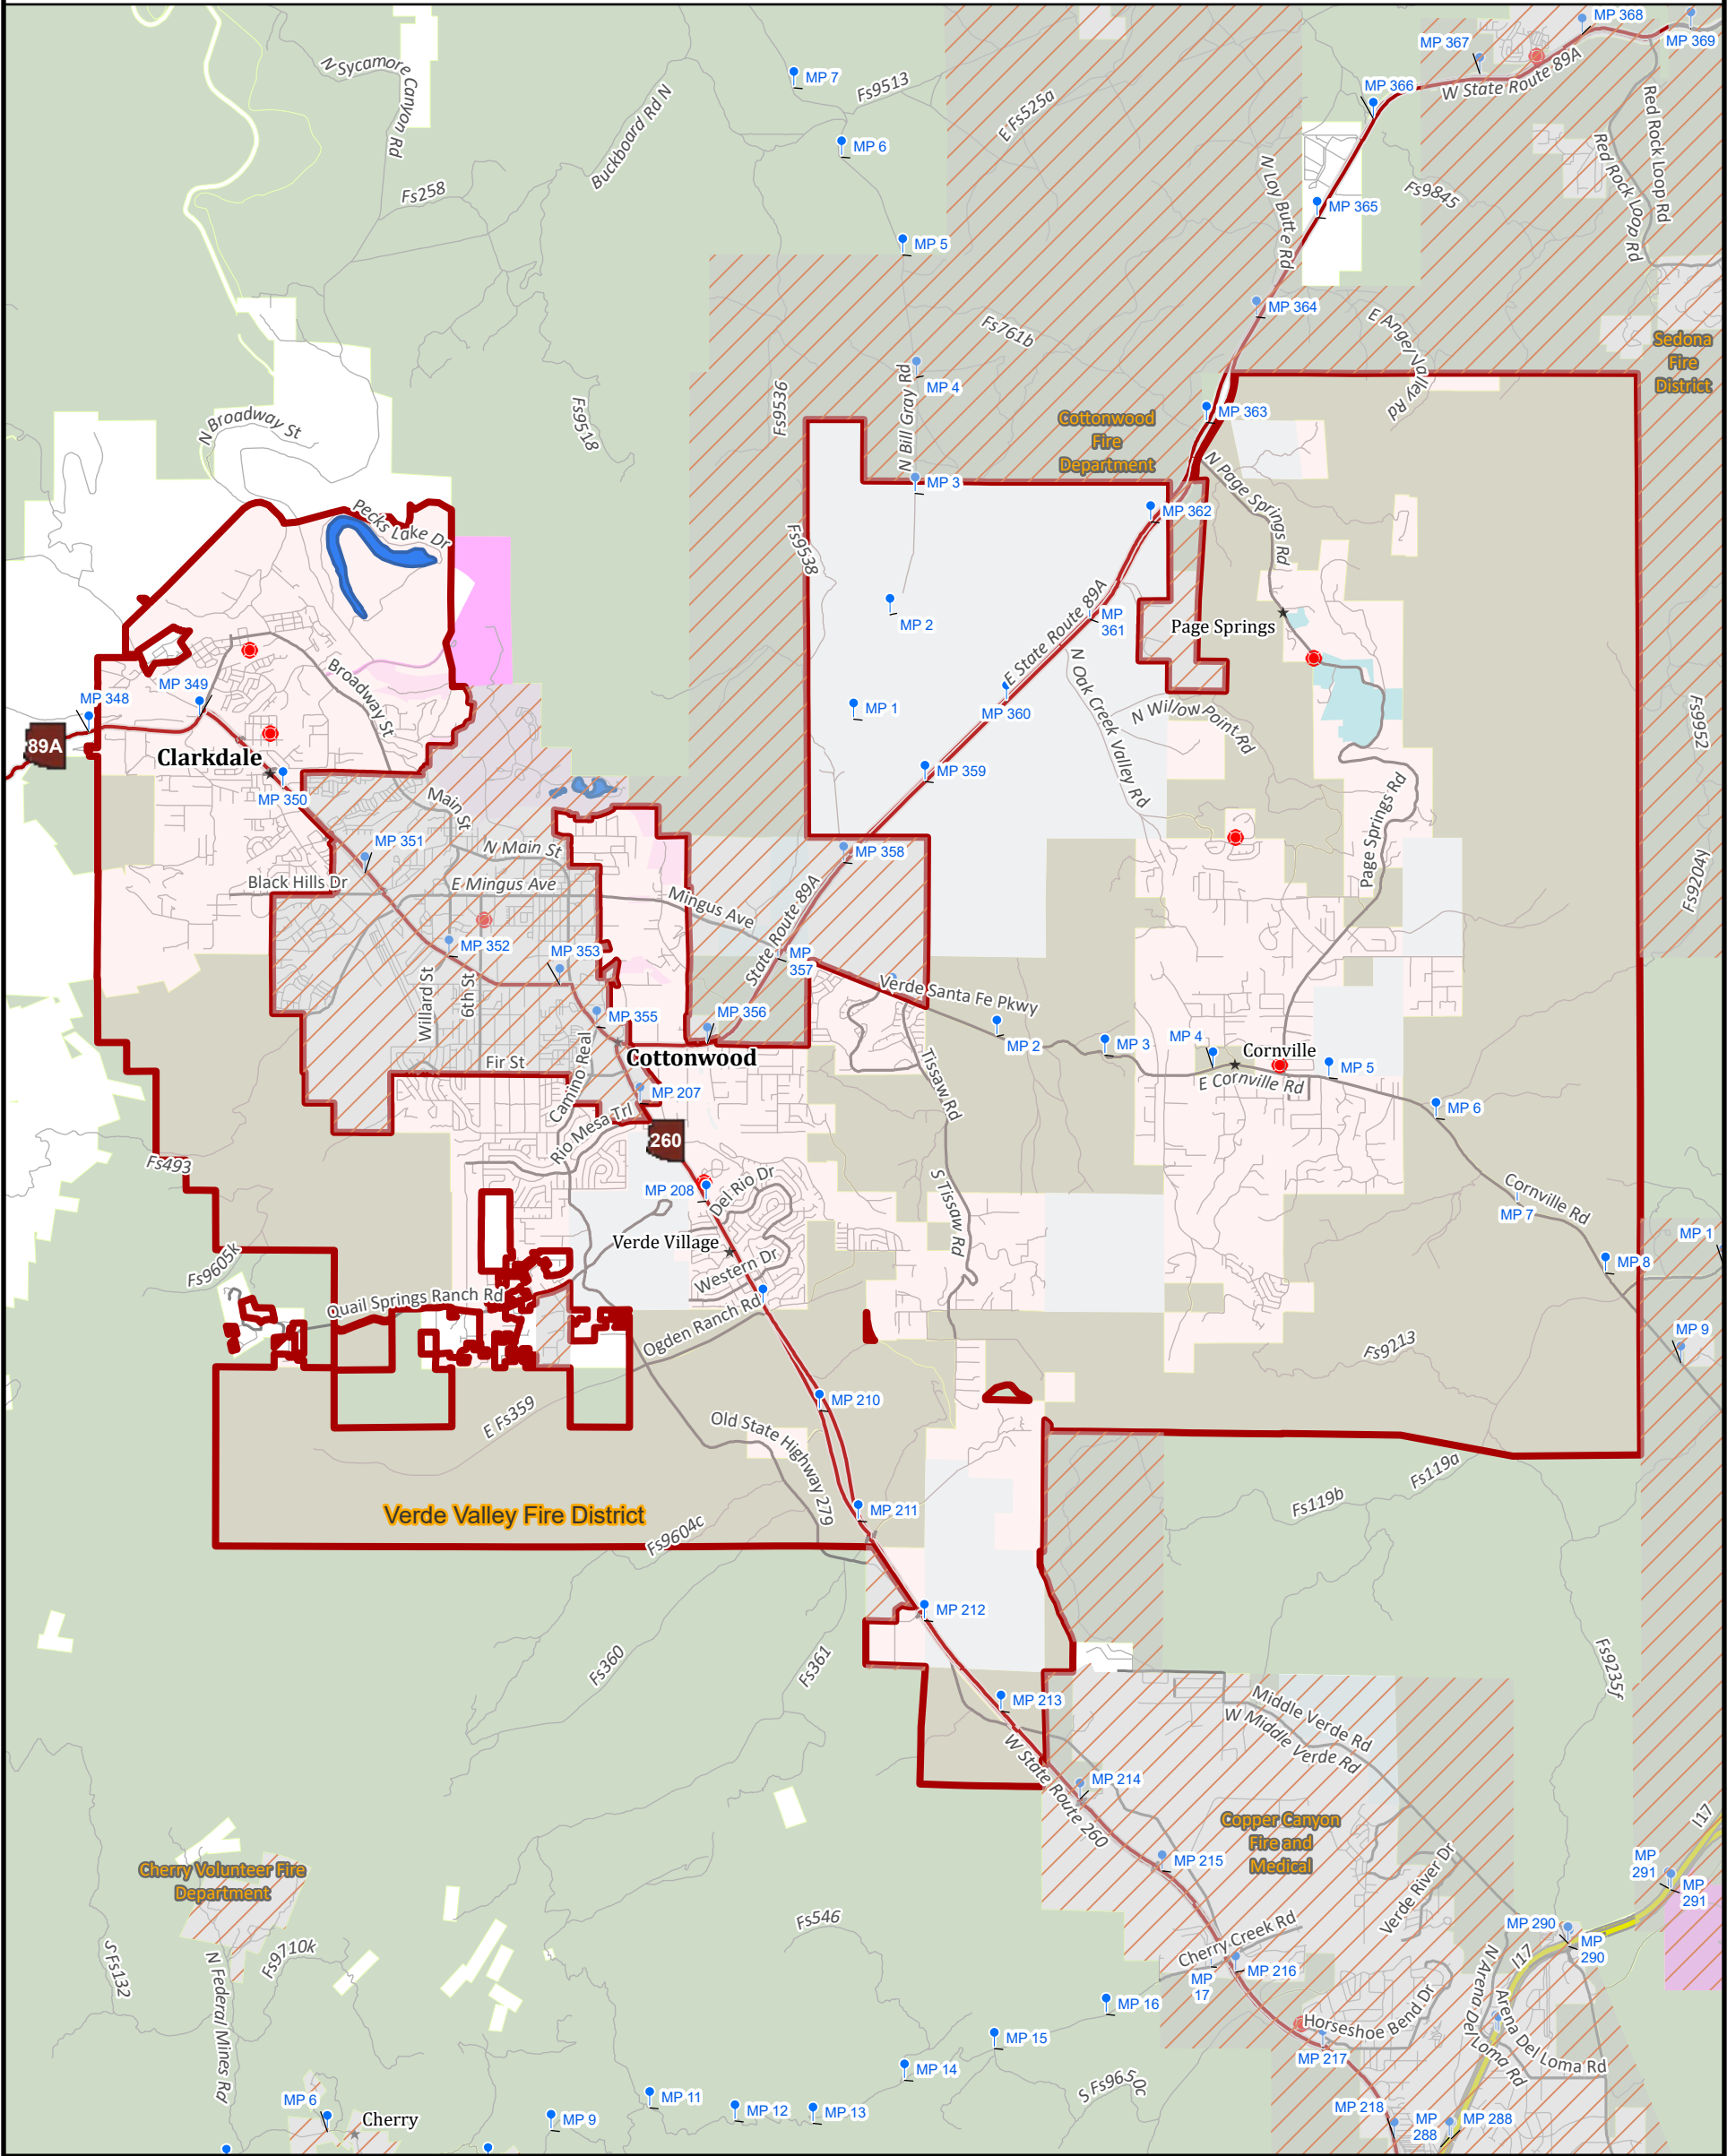 MP 368
MP 369
MP 367
W State Route 89A
MP 366
N Sycamore Canyon Rd
MP 7
Fs9513
Buckboard Rd N
E Fs525a
MP 6
Red Rock Loop Rd
Red Rock Loop Rd
N Loy Butte Rd
Fs258
Fs9845
MP 365
MP 5
MP 364
Fs761b
E Angel Valley Rd
Sedona
Fire
District
MP 4
N Bill Gray Rd
Fs9536
Fs9518
N Broadway St
Cottonwood
Fire
Department
MP 363
MP 3
N Page Springs Rd
MP 362
Pecks Lake Dr
Fs9538
MP 2
MP
361
E State Route 89A
Page Springs
N Oak Creek Valley Rd
MP 348
MP 349
Broadway St
MP 1
MP 360
N Willow Point Rd
Fs9952
89A
Clarkdale
MP 350
MP 359
Page Springs Rd
Main St
MP 351
N Main St
MP 358
Black Hills Dr
E Mingus Ave
Mingus Ave
State Route 89A
Fs9204y
MP 352
MP 353
MP
357
Willard St
6th St
Verde Santa Fe Pkwy
MP 355
MP 356
MP 2
MP 3
MP 4
Cornville
MP 5
Cottonwood
Fir St
Camino Real
Tissaw Rd
E Cornville Rd
MP 207
MP 6
Rio Mesa Trl
260
Fs493
MP 208
Del Rio Dr
S Tissaw Rd
Cornville Rd
MP 7
MP 1
Verde Village
Western Dr
MP 8
Fs9605k
Quail Springs Ranch Rd
Ogden Ranch Rd
MP 9
Fs9213
MP 210
E Fs359
Old State Highway 279
Fs119a
Fs119b
Verde Valley Fire District
MP 211
Fs9604c
MP 212
Fs360
Fs361
Fs9235f
MP 213
Middle Verde Rd
W Middle Verde Rd
W State Route 260
MP 214
Copper Canyon
Fire and
Medical
I17
MP 215
MP
291
MP
291
Cherry Volunteer Fire
Department
Verde River Dr
Fs546
Cherry Creek Rd
MP 290
MP
290
I17
S Fs132
Fs9710k
N Federal Mines Rd
MP
17
MP 216
N Arena Del Loma Rd
Arena Del Loma Rd
MP 16
Horseshoe Bend Dr
MP 15
MP 217
MP 14
S Fs9650c
MP 6
Cherry
MP 9
MP 11
MP 12
MP 13
MP 218
MP
288
MP 288